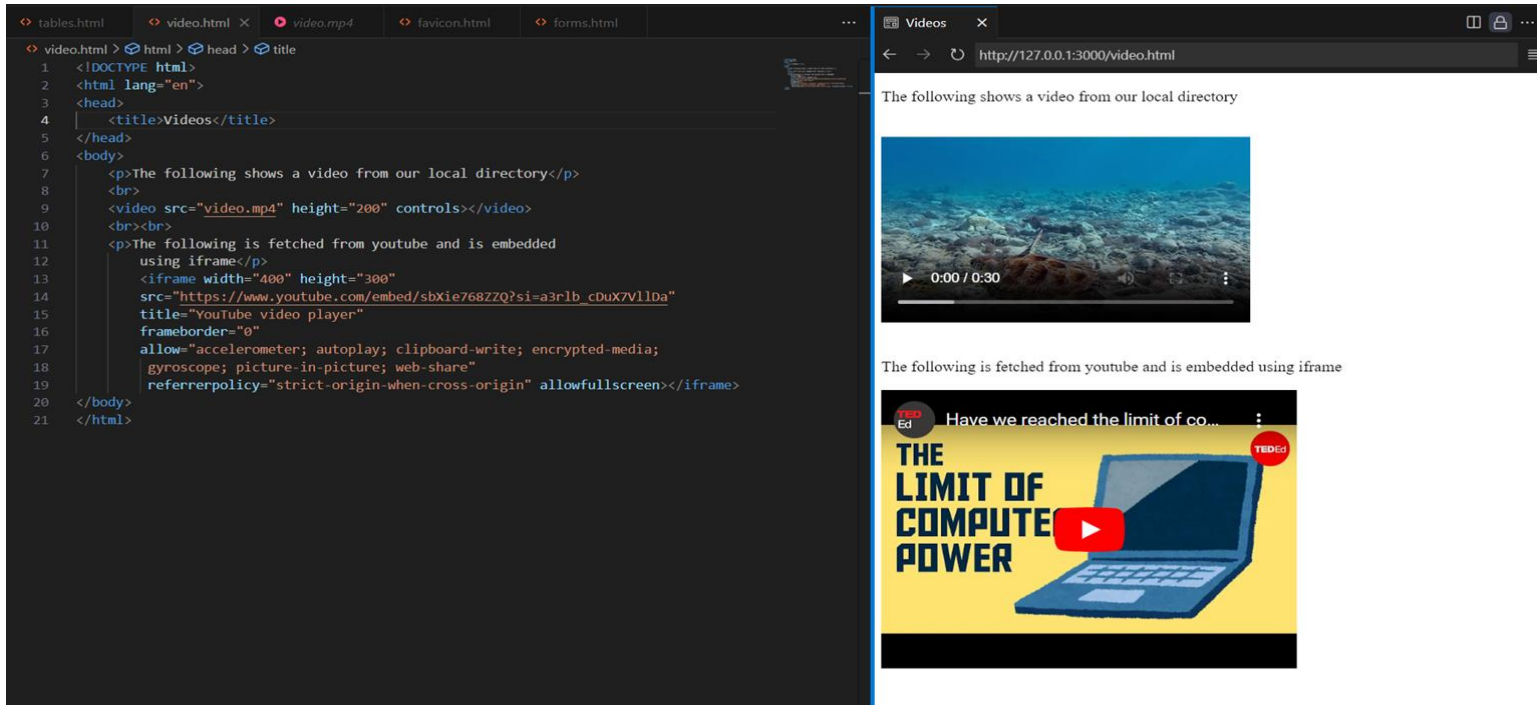 tables.html
video.html
video.mp4
favicon.html
forms.html
video.html > html > head > title
1 <!DOCTYPE html>
2 <html lang="en">
3 <head>
4 <title>Videos</title>
5 </head>
6 <body>
7 <p>The following shows a video from our local directory</p>
8 <br>
9 <video src="video.mp4" height="200" controls></video>
10 <br><br>
11 <p>The following is fetched from youtube and is embedded
12 using iframe</p>
13 <iframe width="400" height="300"
14 src="https://www.youtube.com/embed/sbXie768ZZQ?si=a3rlb_cDuX7VllDa"
15 title="YouTube video player"
16 frameborder="0"
17 allow="accelerometer; autoplay; clipboard-write; encrypted-media;
18 gyroscope; picture-in-picture; web-share"
19 referrerpolicy="strict-origin-when-cross-origin" allowfullscreen></iframe>
20 </body>
21 </html>
Videos
http://127.0.0.1:3000/video.html
The following shows a video from our local directory
0:00 / 0:30
The following is fetched from youtube and is embedded using iframe
TED Ed
Have we reached the limit of co...
TEDEd
THE
LIMIT OF
COMPUTE
POWER